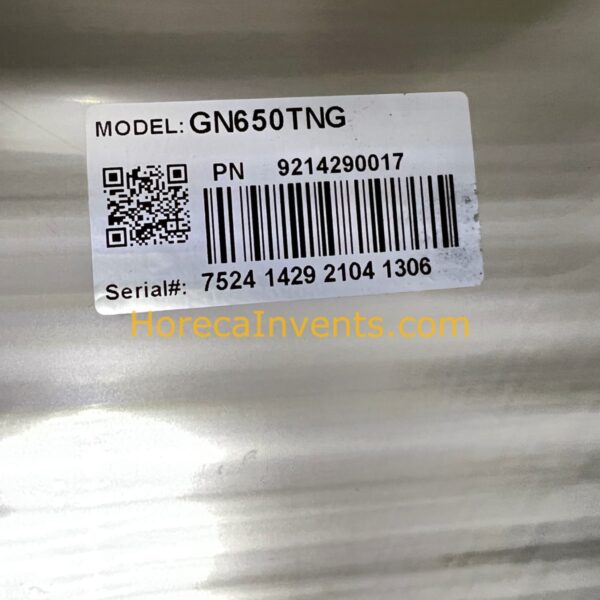 MODEL: GN650TNG
PN 9214290017
Serial#: 7524 1429 2104 1306
HorecaInvents.com